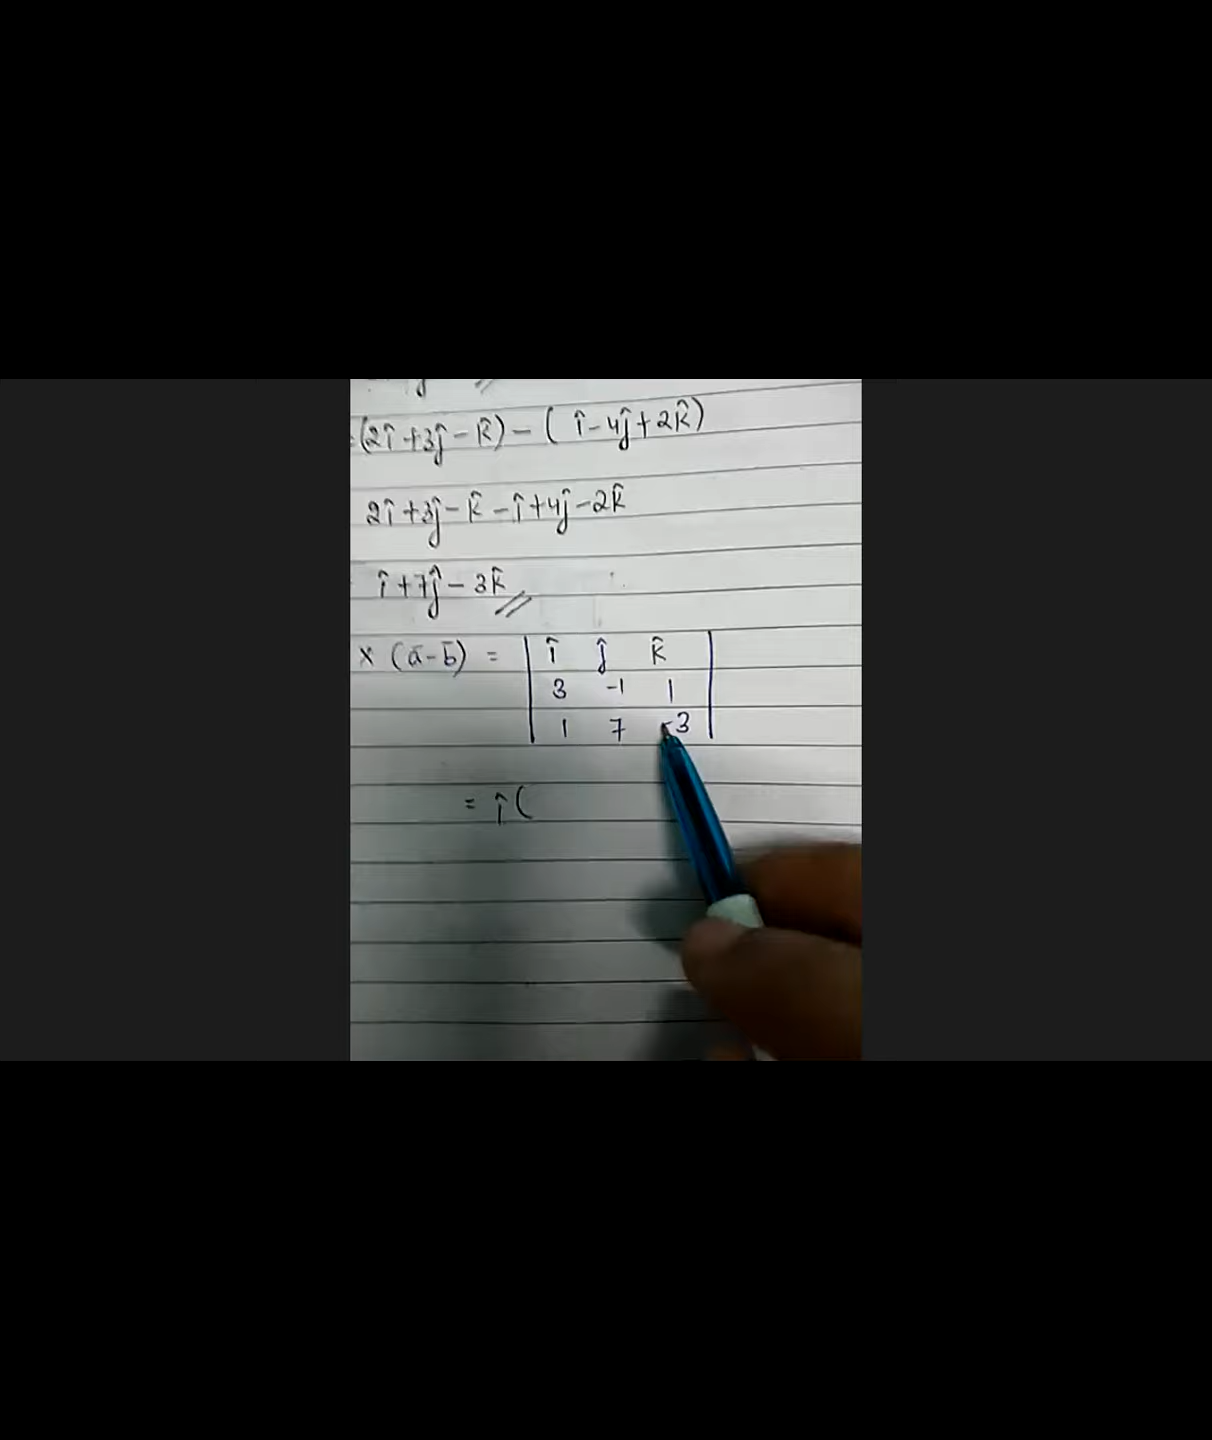 (2î+3ĵ-k̂) - ( î-4ĵ+2k̂)
2î+3ĵ-k̂-î+4ĵ-2k̂
î+7ĵ-3k̂
× (ā-b̄) = | î ĵ k̂ |
| 3 -1 1 |
| 1 7 -3 |
= î (